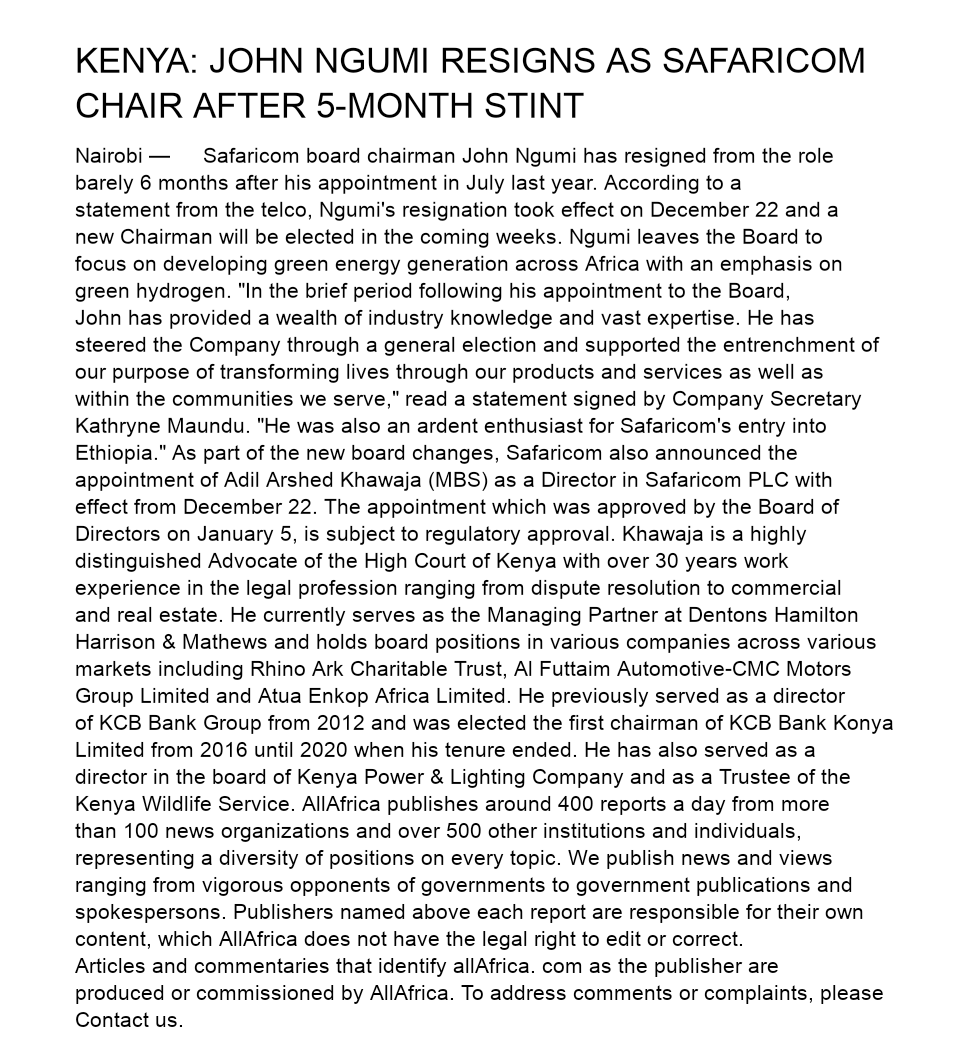 KENYA: JOHN NGUMI RESIGNS AS SAFARICOM
CHAIR AFTER 5-MONTH STINT
Nairobi — Safaricom board chairman John Ngumi has resigned from the role
barely 6 months after his appointment in July last year. According to a
statement from the telco, Ngumi's resignation took effect on December 22 and a
new Chairman will be elected in the coming weeks. Ngumi leaves the Board to
focus on developing green energy generation across Africa with an emphasis on
green hydrogen. "In the brief period following his appointment to the Board,
John has provided a wealth of industry knowledge and vast expertise. He has
steered the Company through a general election and supported the entrenchment of
our purpose of transforming lives through our products and services as well as
within the communities we serve," read a statement signed by Company Secretary
Kathryne Maundu. "He was also an ardent enthusiast for Safaricom's entry into
Ethiopia." As part of the new board changes, Safaricom also announced the
appointment of Adil Arshed Khawaja (MBS) as a Director in Safaricom PLC with
effect from December 22. The appointment which was approved by the Board of
Directors on January 5, is subject to regulatory approval. Khawaja is a highly
distinguished Advocate of the High Court of Kenya with over 30 years work
experience in the legal profession ranging from dispute resolution to commercial
and real estate. He currently serves as the Managing Partner at Dentons Hamilton
Harrison & Mathews and holds board positions in various companies across various
markets including Rhino Ark Charitable Trust, Al Futtaim Automotive-CMC Motors
Group Limited and Atua Enkop Africa Limited. He previously served as a director
of KCB Bank Group from 2012 and was elected the first chairman of KCB Bank Konya
Limited from 2016 until 2020 when his tenure ended. He has also served as a
director in the board of Kenya Power & Lighting Company and as a Trustee of the
Kenya Wildlife Service. AllAfrica publishes around 400 reports a day from more
than 100 news organizations and over 500 other institutions and individuals,
representing a diversity of positions on every topic. We publish news and views
ranging from vigorous opponents of governments to government publications and
spokespersons. Publishers named above each report are responsible for their own
content, which AllAfrica does not have the legal right to edit or correct.
Articles and commentaries that identify allAfrica. com as the publisher are
produced or commissioned by AllAfrica. To address comments or complaints, please
Contact us.